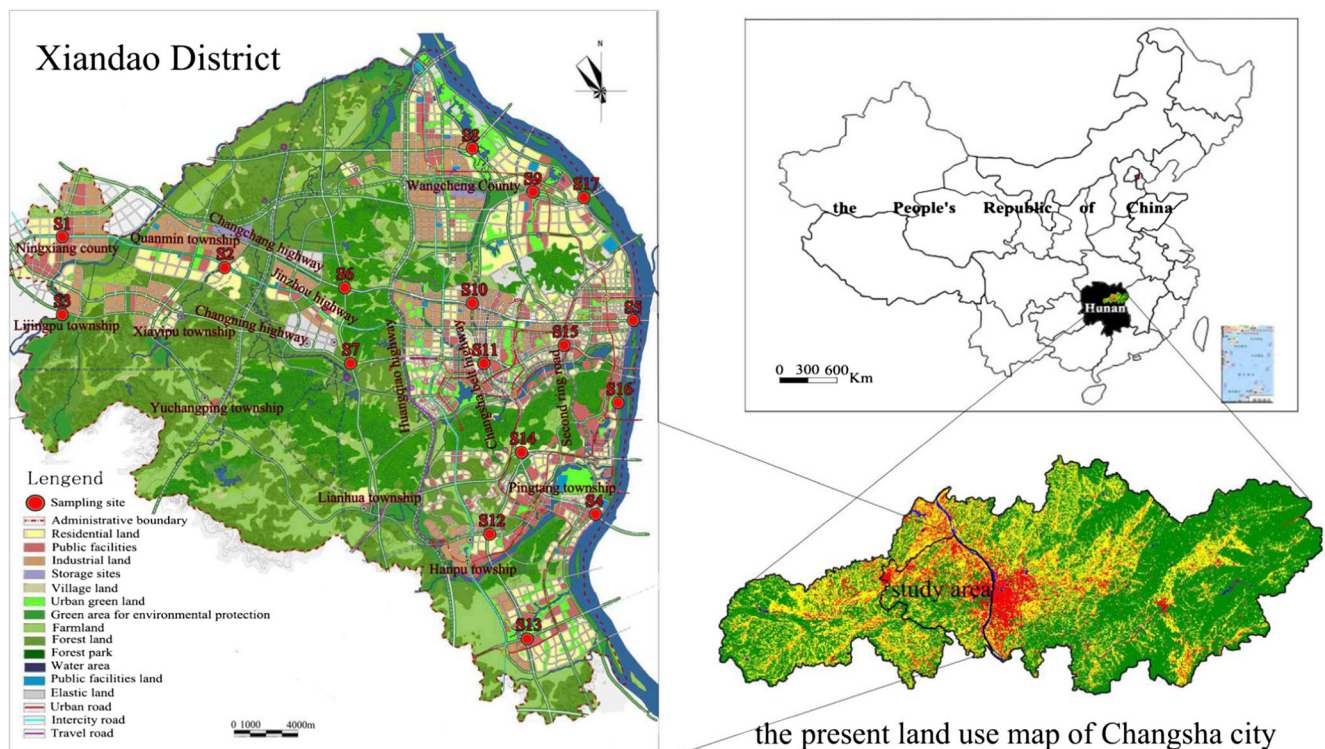 Xiandao District
N
S8
Wangcheng County
S9
S17
S1
Ningxiang county
Quanmin township
Changchang highway
S2
Jinzhou highway
S6
S10
S3
Lijingpu township
Xiayipu township
Changning highway
S7
Huangqiao highway
Changsha belt highway
S11
S15
S5
Second ring road
S16
Yuchangping township
S14
Lianhua township
Pingtang township
S4
S12
Hanpu towship
S13
Lengend
Sampling site
Administrative boundary
Residential land
Public facilities
Industrial land
Storage sites
Village land
Urban green land
Green area for environmental protection
Farmland
Forest land
Forest park
Water area
Public facilities land
Elastic land
Urban road
Intercity road
Travel road
0 1000 4000m
the People's Republic of China
Hunan
0 300 600 Km
study area
the present land use map of Changsha city